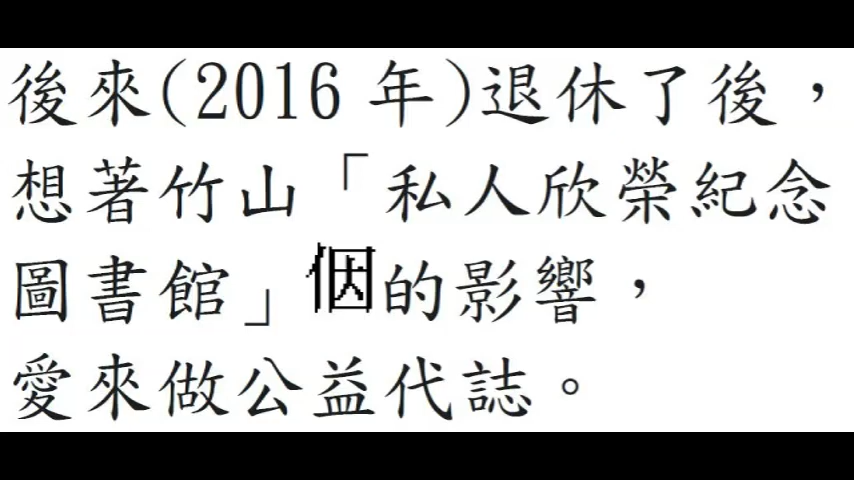 後來(2016 年)退休了後，
想著竹山「私人欣榮紀念
圖書館」𪜶的影響，
愛來做公益代誌。